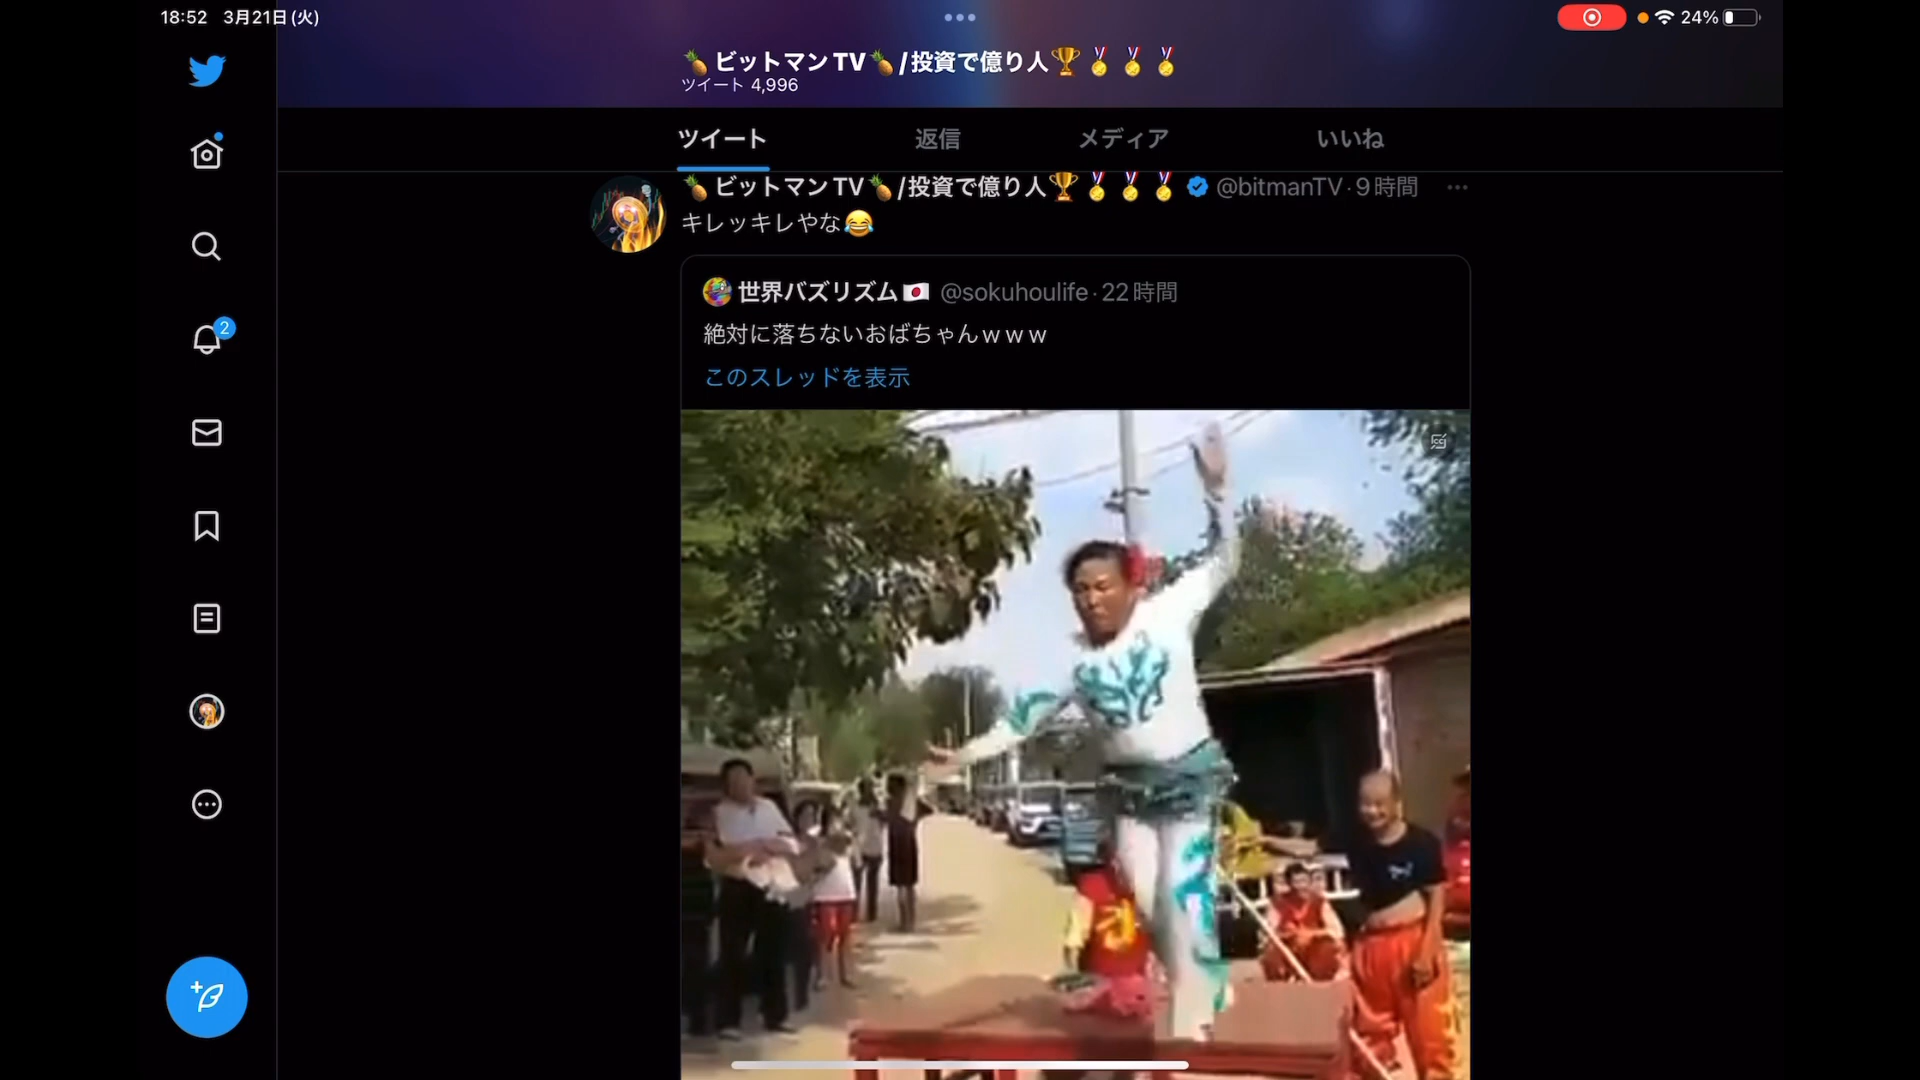 18:52 3月21日(火)
24%
🍍ビットマンTV🍍/投資で億り人🏆🏅🏅🏅
ツイート 4,996
ツイート 返信 メディア いいね
🍍ビットマンTV🍍/投資で億り人🏆🏅🏅🏅 @bitmanTV·9時間
キレッキレやな😂
2
世界バズリズム🇯🇵 @sokuhoulife·22時間
絶対に落ちないおばちゃんｗｗｗ
このスレッドを表示